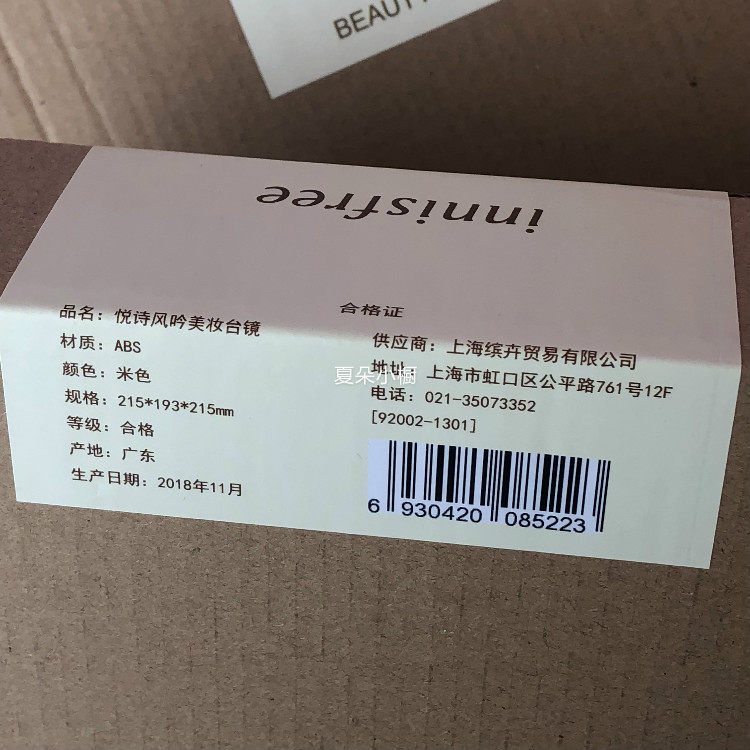 BEAUTY
innisfree
合格证
品名：悦诗风吟美妆台镜
材质：ABS
颜色：米色
规格：215*193*215mm
等级：合格
产地：广东
生产日期：2018年11月
供应商：上海缤卉贸易有限公司
地址：上海市虹口区公平路761号12F
电话：021-35073352
[92002-1301]
6 930420 085223
夏朵小橱